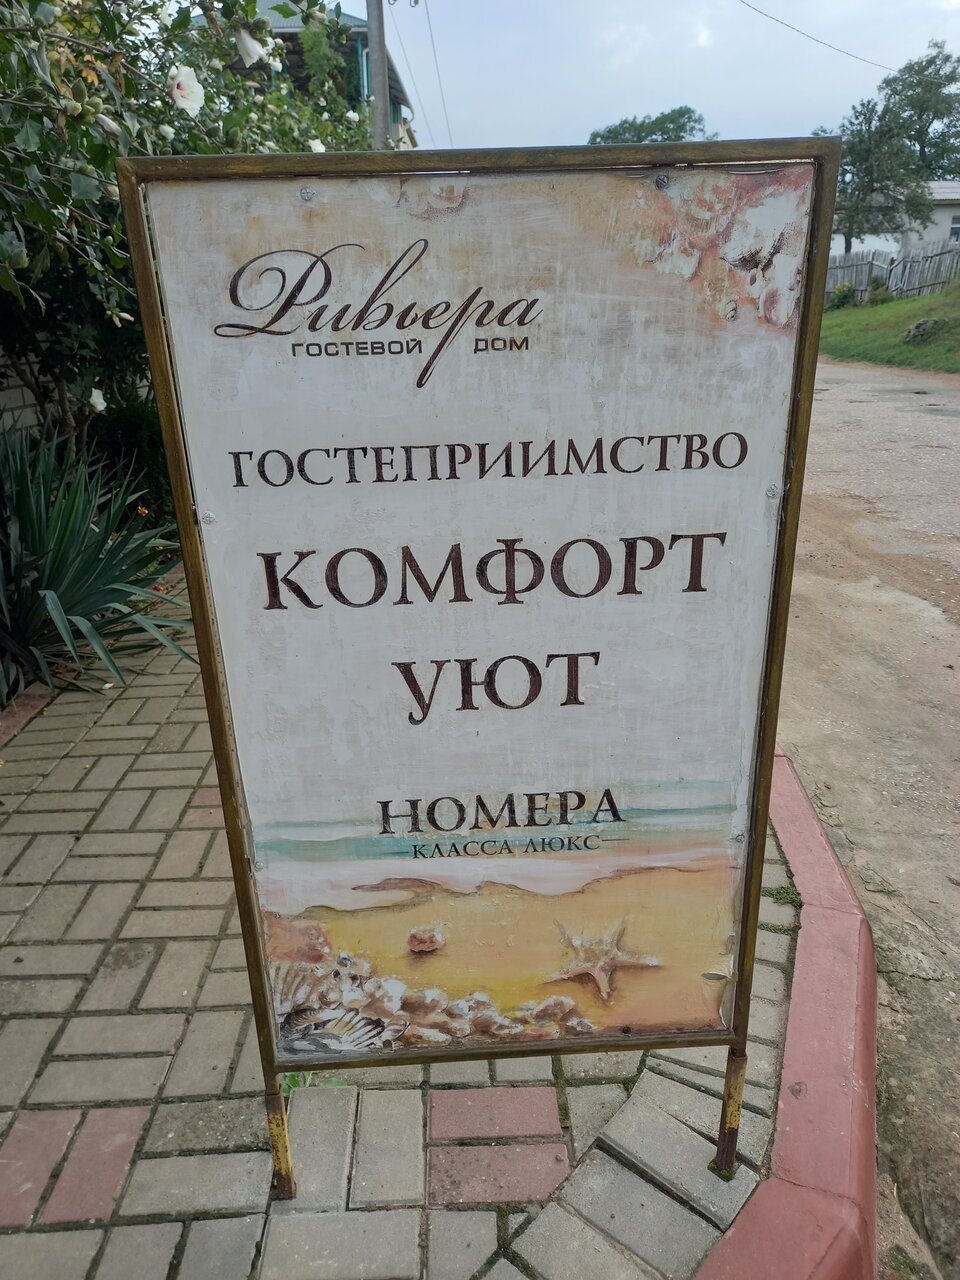 Ривьера
ГОСТЕВОЙ ДОМ
ГОСТЕПРИИМСТВО
КОМФОРТ
УЮТ
НОМЕРА
КЛАССА ЛЮКС